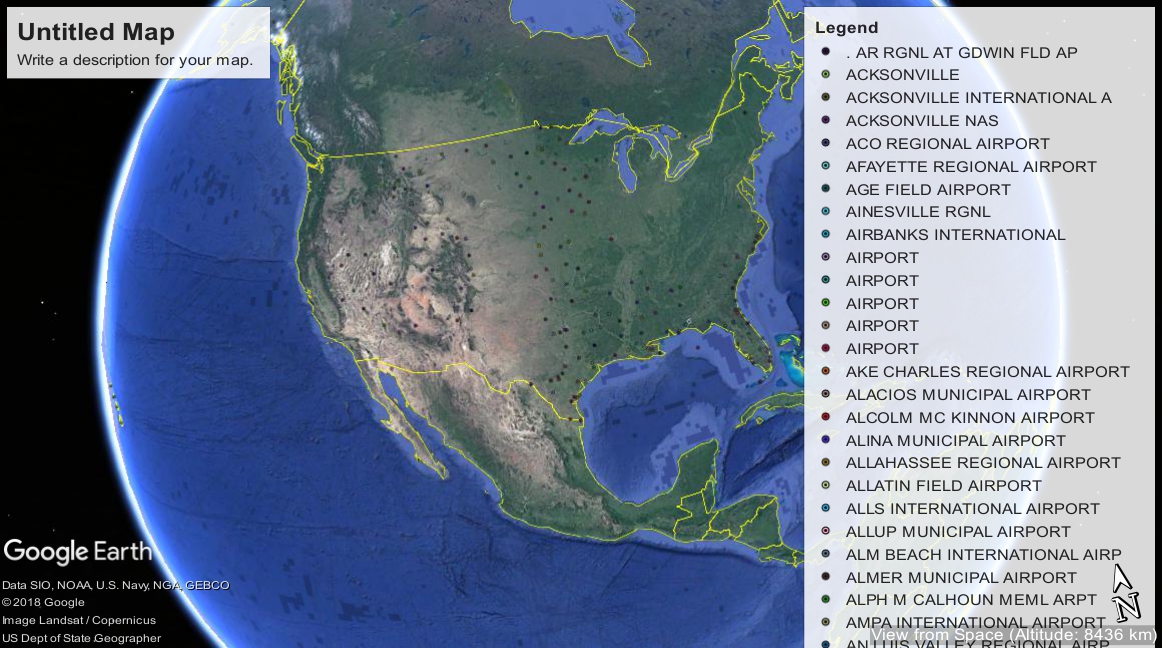 Untitled Map
Write a description for your map.
Legend
. AR RGNL AT GDWIN FLD AP
ACKSONVILLE
ACKSONVILLE INTERNATIONAL A
ACKSONVILLE NAS
ACO REGIONAL AIRPORT
AFAYETTE REGIONAL AIRPORT
AGE FIELD AIRPORT
AINESVILLE RGNL
AIRBANKS INTERNATIONAL
AIRPORT
AIRPORT
AIRPORT
AIRPORT
AIRPORT
AKE CHARLES REGIONAL AIRPORT
ALACIOS MUNICIPAL AIRPORT
ALCOLM MC KINNON AIRPORT
ALINA MUNICIPAL AIRPORT
ALLAHASSEE REGIONAL AIRPORT
ALLATIN FIELD AIRPORT
ALLS INTERNATIONAL AIRPORT
ALLUP MUNICIPAL AIRPORT
ALM BEACH INTERNATIONAL AIRP
ALMER MUNICIPAL AIRPORT
ALPH M CALHOUN MEML ARPT
AMPA INTERNATIONAL AIRPORT
AN LUIS VALLEY REGIONAL AIRP
N
View from Space (Altitude: 8436 km)
Google Earth
Data SIO, NOAA, U.S. Navy, NGA, GEBCO
© 2018 Google
Image Landsat / Copernicus
US Dept of State Geographer